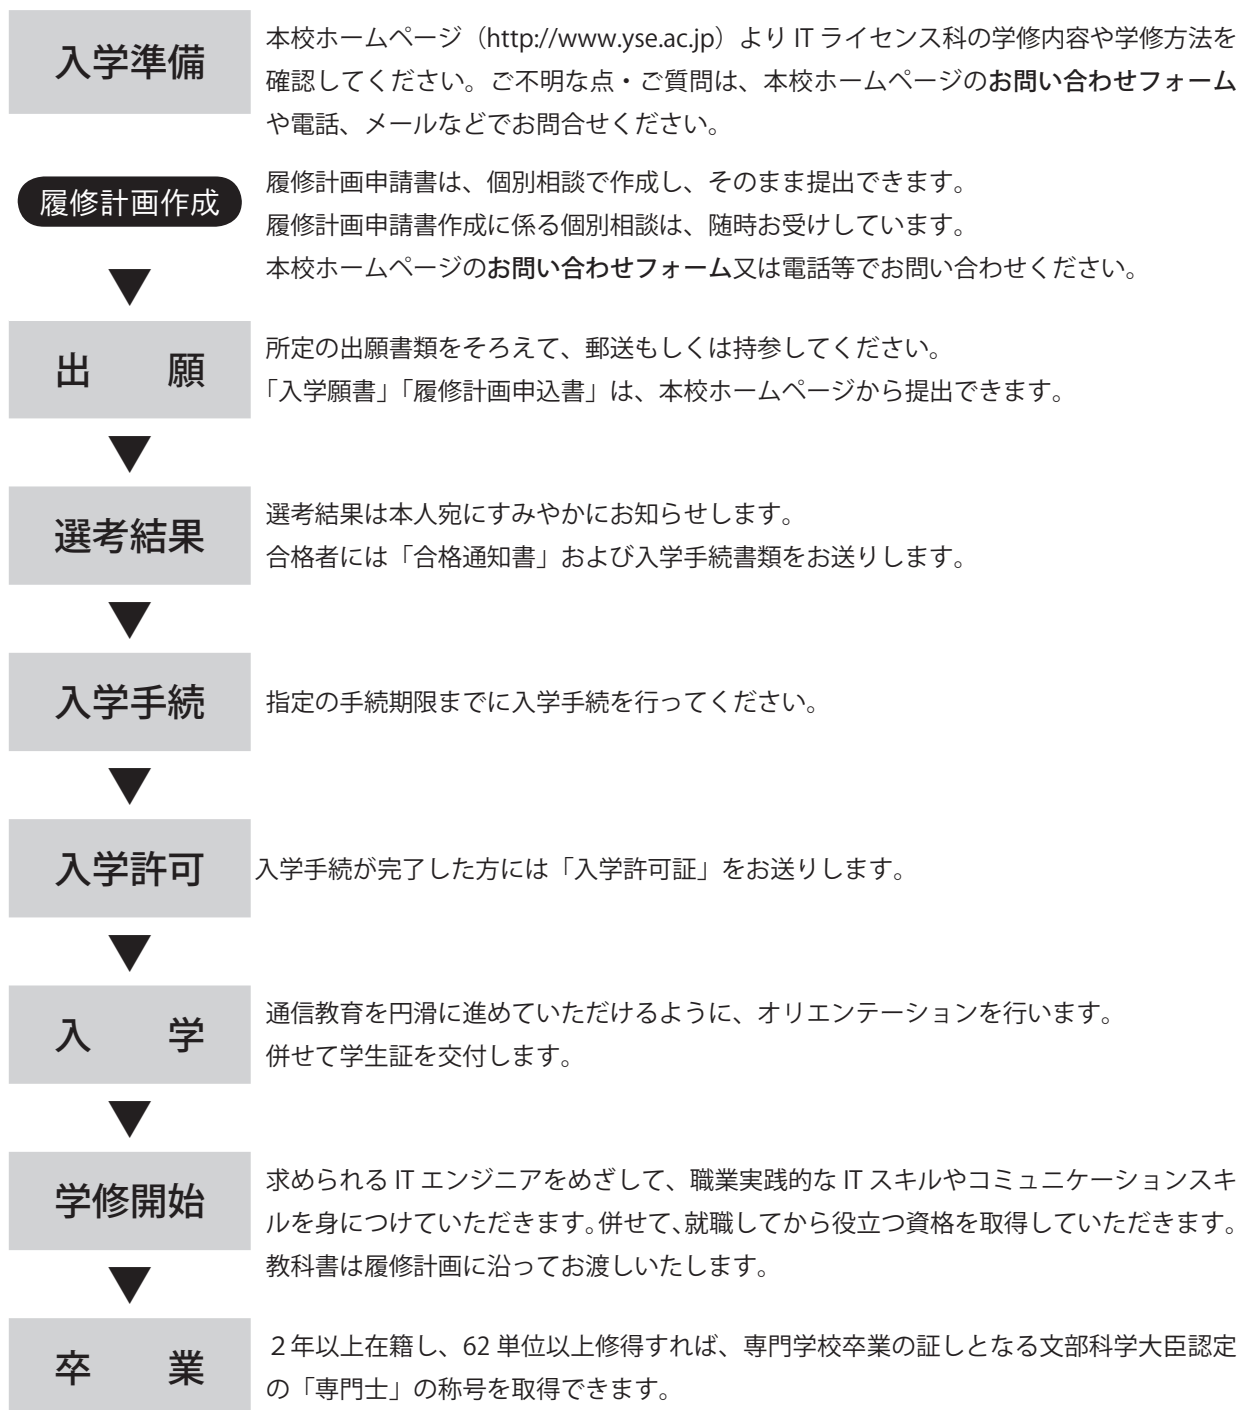 入学準備
本校ホームページ（http://www.yse.ac.jp）より IT ライセンス科の学修内容や学修方法を
確認してください。ご不明な点・ご質問は、本校ホームページのお問い合わせフォーム
や電話、メールなどでお問合せください。
履修計画作成
履修計画申請書は、個別相談で作成し、そのまま提出できます。
履修計画申請書作成に係る個別相談は、随時お受けしています。
本校ホームページのお問い合わせフォーム又は電話等でお問い合わせください。
出　願
所定の出願書類をそろえて、郵送もしくは持参してください。
「入学願書」「履修計画申込書」は、本校ホームページから提出できます。
選考結果
選考結果は本人宛にすみやかにお知らせします。
合格者には「合格通知書」および入学手続書類をお送りします。
入学手続
指定の手続期限までに入学手続を行ってください。
入学許可
入学手続が完了した方には「入学許可証」をお送りします。
入　学
通信教育を円滑に進めていただけるように、オリエンテーションを行います。
併せて学生証を交付します。
学修開始
求められる IT エンジニアをめざして、職業実践的な IT スキルやコミュニケーションスキ
ルを身につけていただきます。併せて、就職してから役立つ資格を取得していただきます。
教科書は履修計画に沿ってお渡しいたします。
卒　業
２年以上在籍し、62 単位以上修得すれば、専門学校卒業の証しとなる文部科学大臣認定
の「専門士」の称号を取得できます。